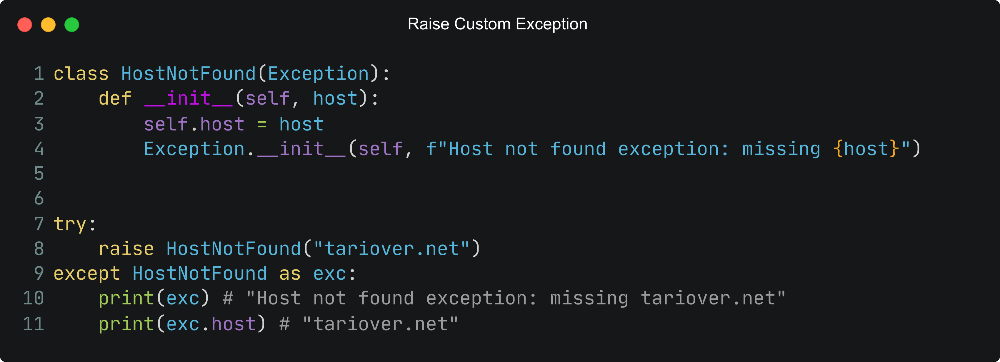 Raise Custom Exception
1 class HostNotFound(Exception):
2     def __init__(self, host):
3         self.host = host
4         Exception.__init__(self, f"Host not found exception: missing {host}")
5
6
7 try:
8     raise HostNotFound("tariover.net")
9 except HostNotFound as exc:
10     print(exc) # "Host not found exception: missing tariover.net"
11     print(exc.host) # "tariover.net"